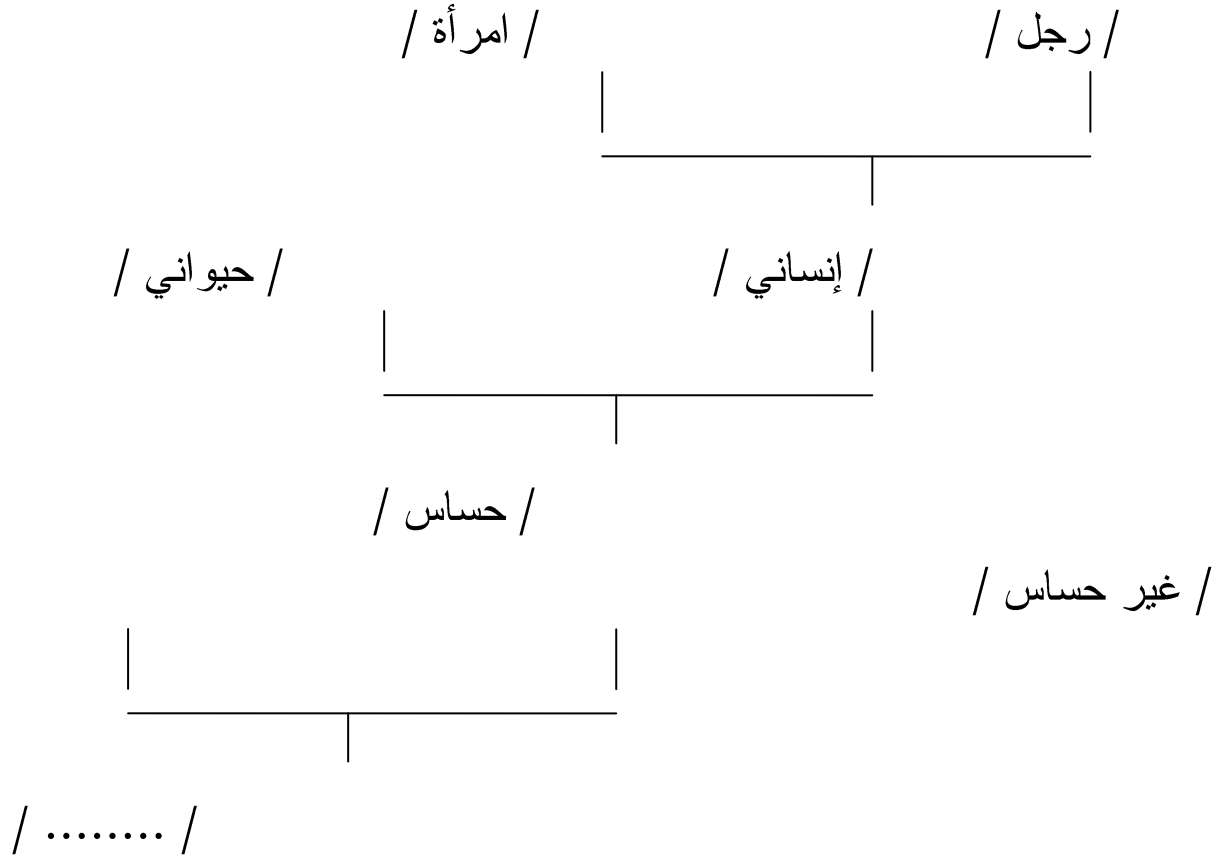 / رجل / / امرأة /
/ إنساني / / حيواني /
/ حساس /
/ غير حساس /
/ ........ /